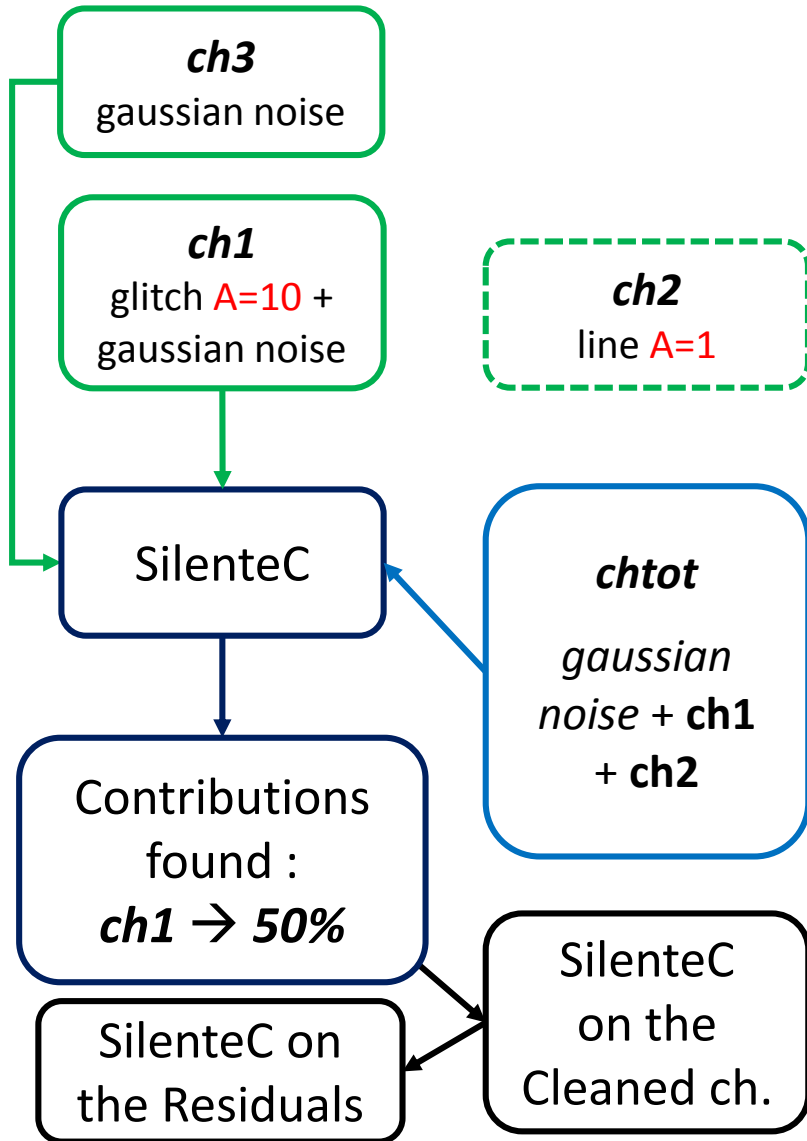 ch3
gaussian noise
ch1
glitch A=10 +
gaussian noise
ch2
line A=1
SilenteC
chtot
gaussian
noise + ch1
+ ch2
Contributions
found :
ch1 → 50%
SilenteC
on the
Cleaned ch.
SilenteC on
the Residuals